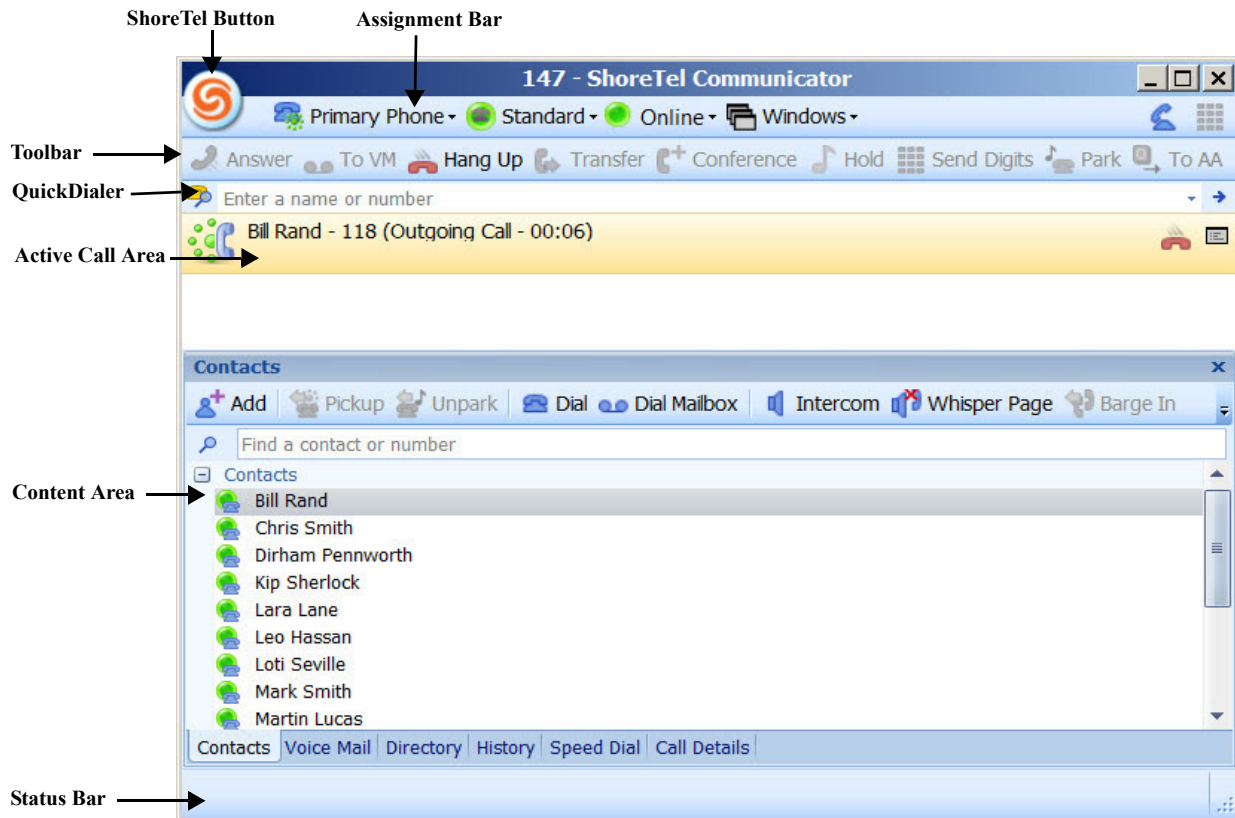 ShoreTel Button Assignment Bar
147 - ShoreTel Communicator
Primary Phone Standard Online Windows
Toolbar
Answer To VM Hang Up Transfer Conference Hold Send Digits Park To AA
QuickDialer
Enter a name or number
Bill Rand - 118 (Outgoing Call - 00:06)
Active Call Area
Contacts
Add Pickup Unpark Dial Dial Mailbox Intercom Whisper Page Barge In
Find a contact or number
Contacts
Content Area
Bill Rand
Chris Smith
Dirham Pennworth
Kip Sherlock
Lara Lane
Leo Hassan
Loti Seville
Mark Smith
Martin Lucas
Contacts Voice Mail Directory History Speed Dial Call Details
Status Bar